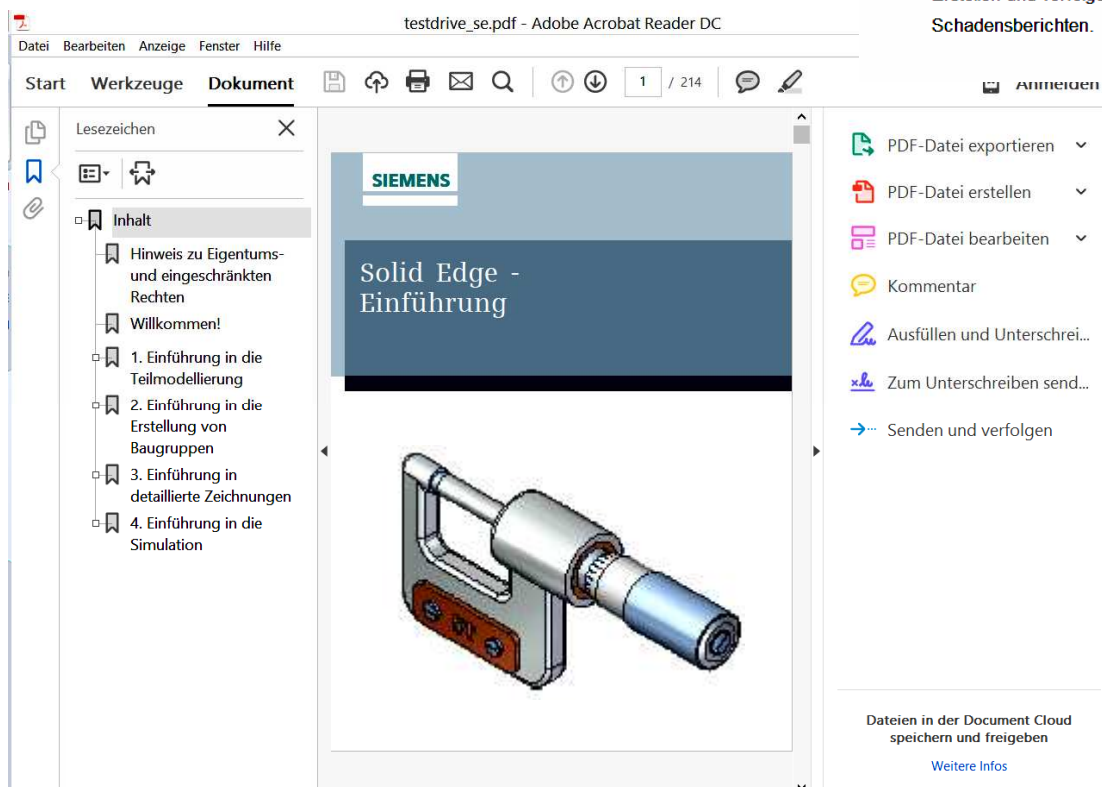 Schadensberichten.
testdrive_se.pdf - Adobe Acrobat Reader DC
Datei Bearbeiten Anzeige Fenster Hilfe
Start Werkzeuge Dokument 1 / 214 Anmelden
Lesezeichen
Inhalt
Hinweis zu Eigentums-
und eingeschränkten
Rechten
Willkommen!
1. Einführung in die
Teilmodellierung
2. Einführung in die
Erstellung von
Baugruppen
3. Einführung in
detaillierte Zeichnungen
4. Einführung in die
Simulation
SIEMENS
Solid Edge -
Einführung
PDF-Datei exportieren
PDF-Datei erstellen
PDF-Datei bearbeiten
Kommentar
Ausfüllen und Unterschrei...
Zum Unterschreiben send...
Senden und verfolgen
Dateien in der Document Cloud
speichern und freigeben
Weitere Infos